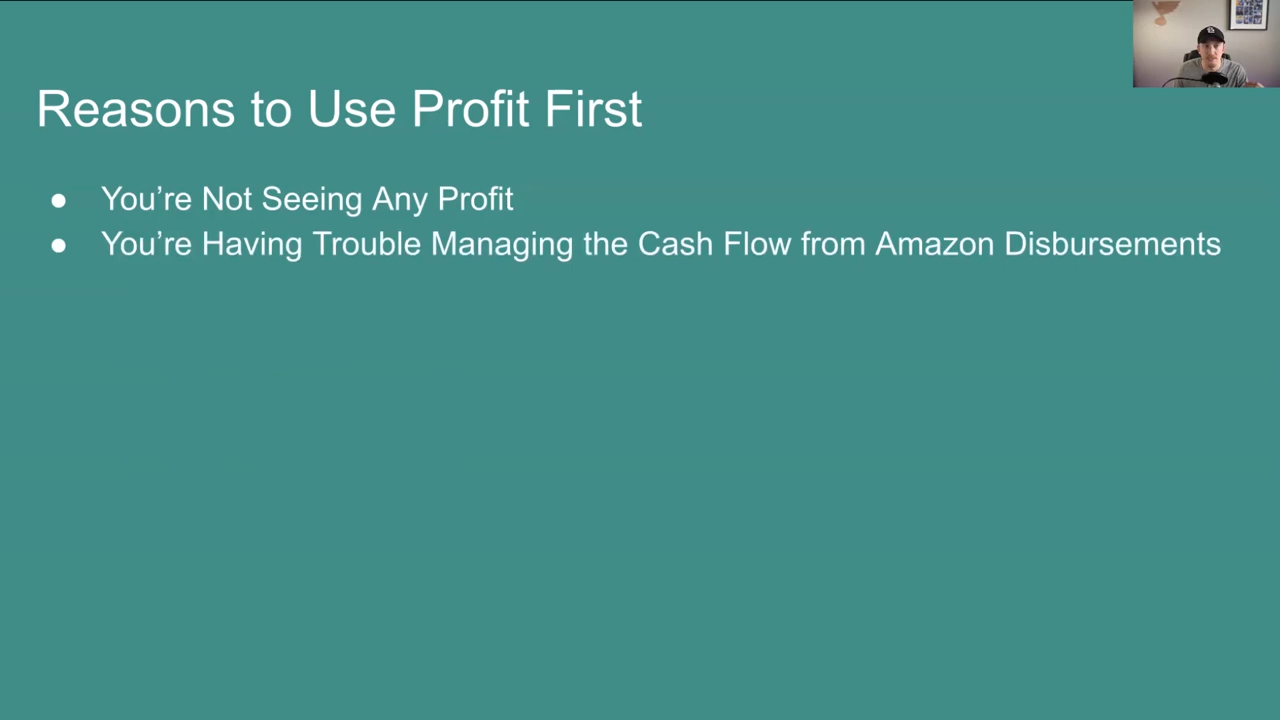 Reasons to Use Profit First
● You’re Not Seeing Any Profit
● You’re Having Trouble Managing the Cash Flow from Amazon Disbursements